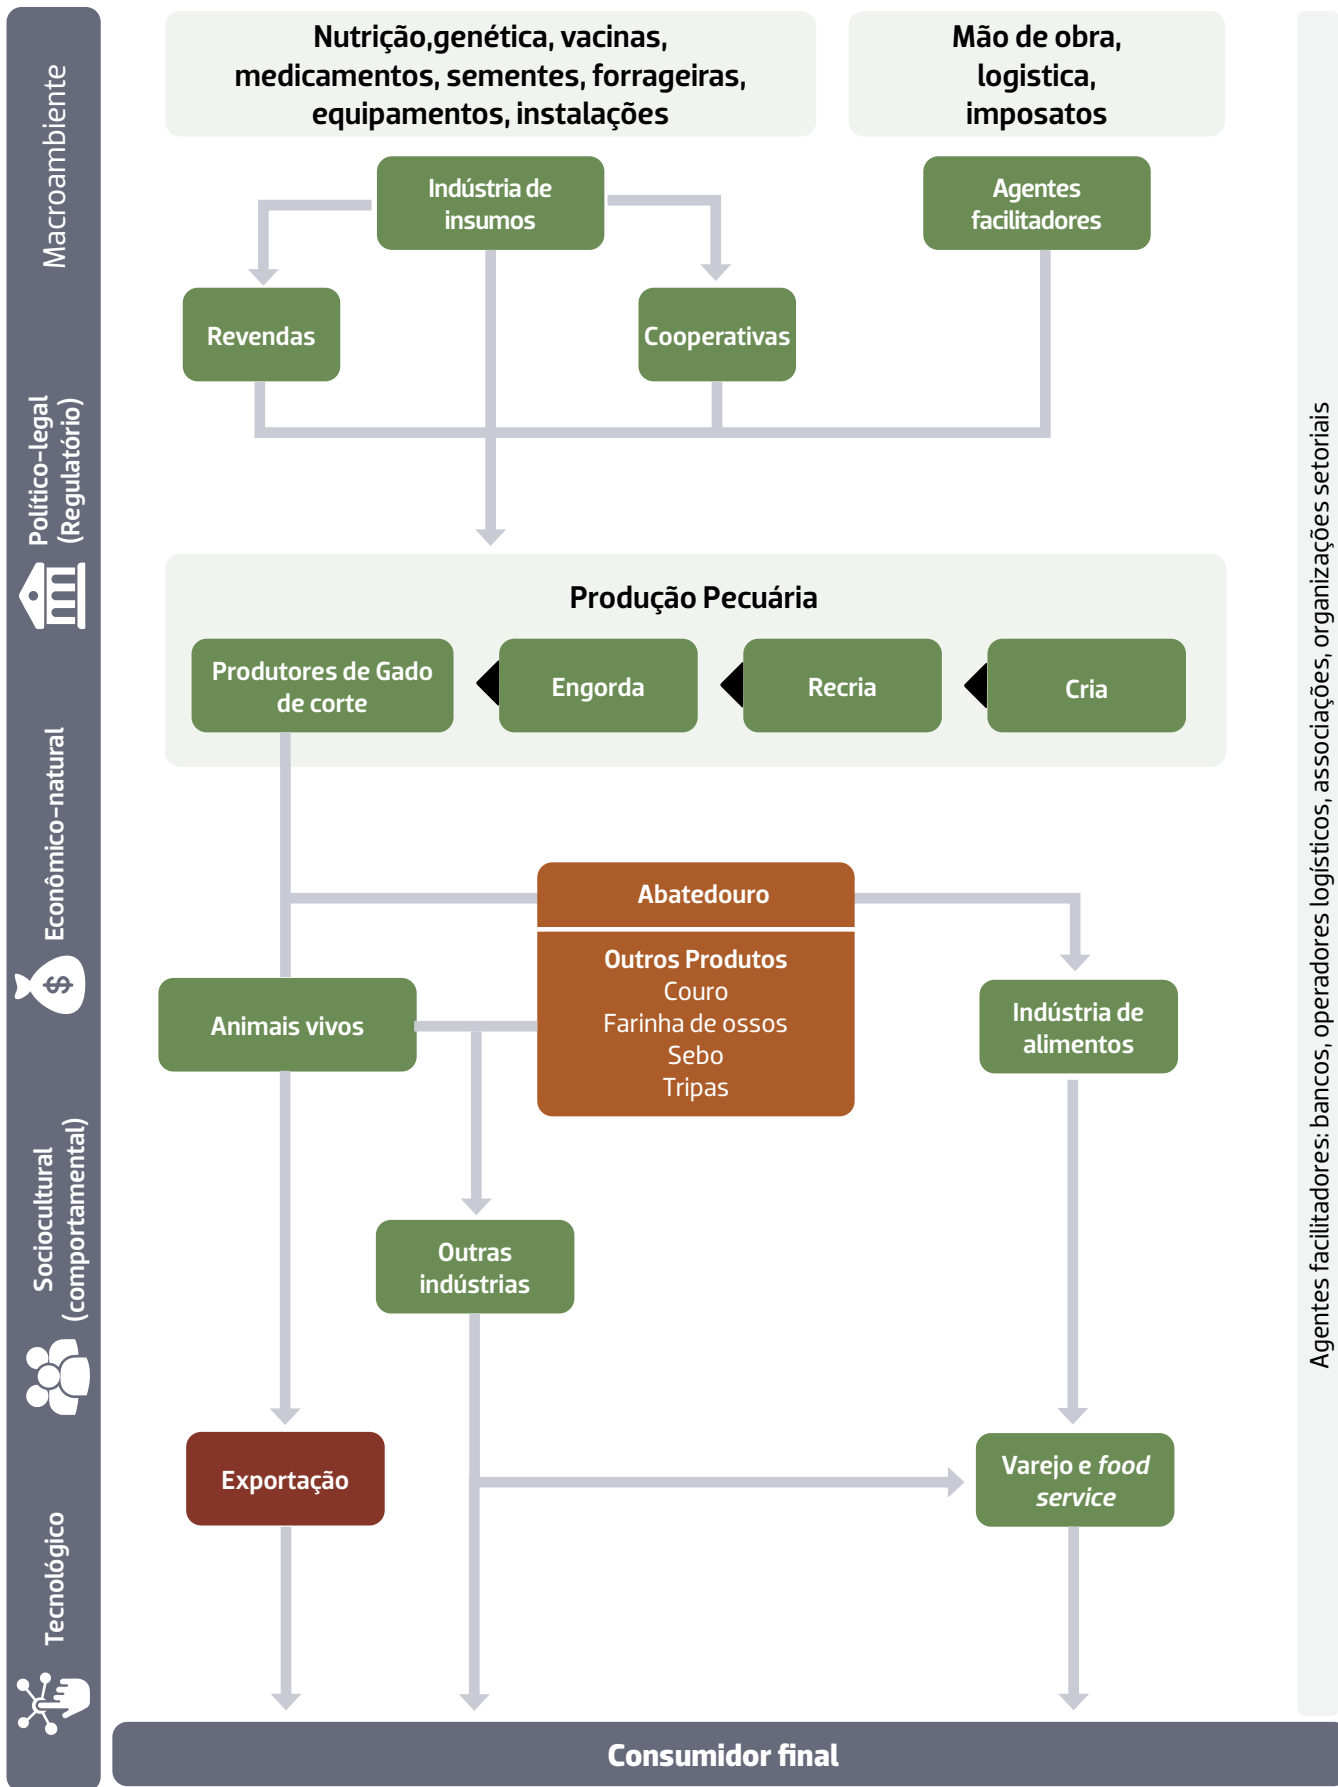 Macroambiente
Político-legal
(Regulatório)
Econômico-natural
Sociocultural
(comportamental)
Tecnológico
Nutrição,genética, vacinas,
medicamentos, sementes, forrageiras,
equipamentos, instalações
Mão de obra,
logistica,
imposatos
Indústria de
insumos
Agentes
facilitadores
Revendas
Cooperativas
Produção Pecuária
Produtores de Gado
de corte
Engorda
Recria
Cria
Abatedouro
Outros Produtos
Couro
Farinha de ossos
Sebo
Tripas
Animais vivos
Indústria de
alimentos
Outras
indústrias
Exportação
Varejo e food
service
Consumidor final
Agentes facilitadores: bancos, operadores logísticos, associações, organizações setoriais